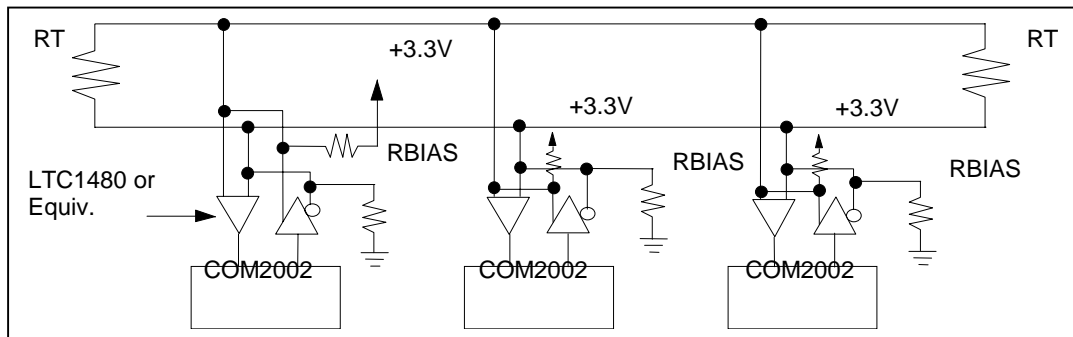 RT
+3.3V
RT
+3.3V
+3.3V
RBIAS
RBIAS
RBIAS
LTC1480 or
Equiv.
COM2002
COM2002
COM2002